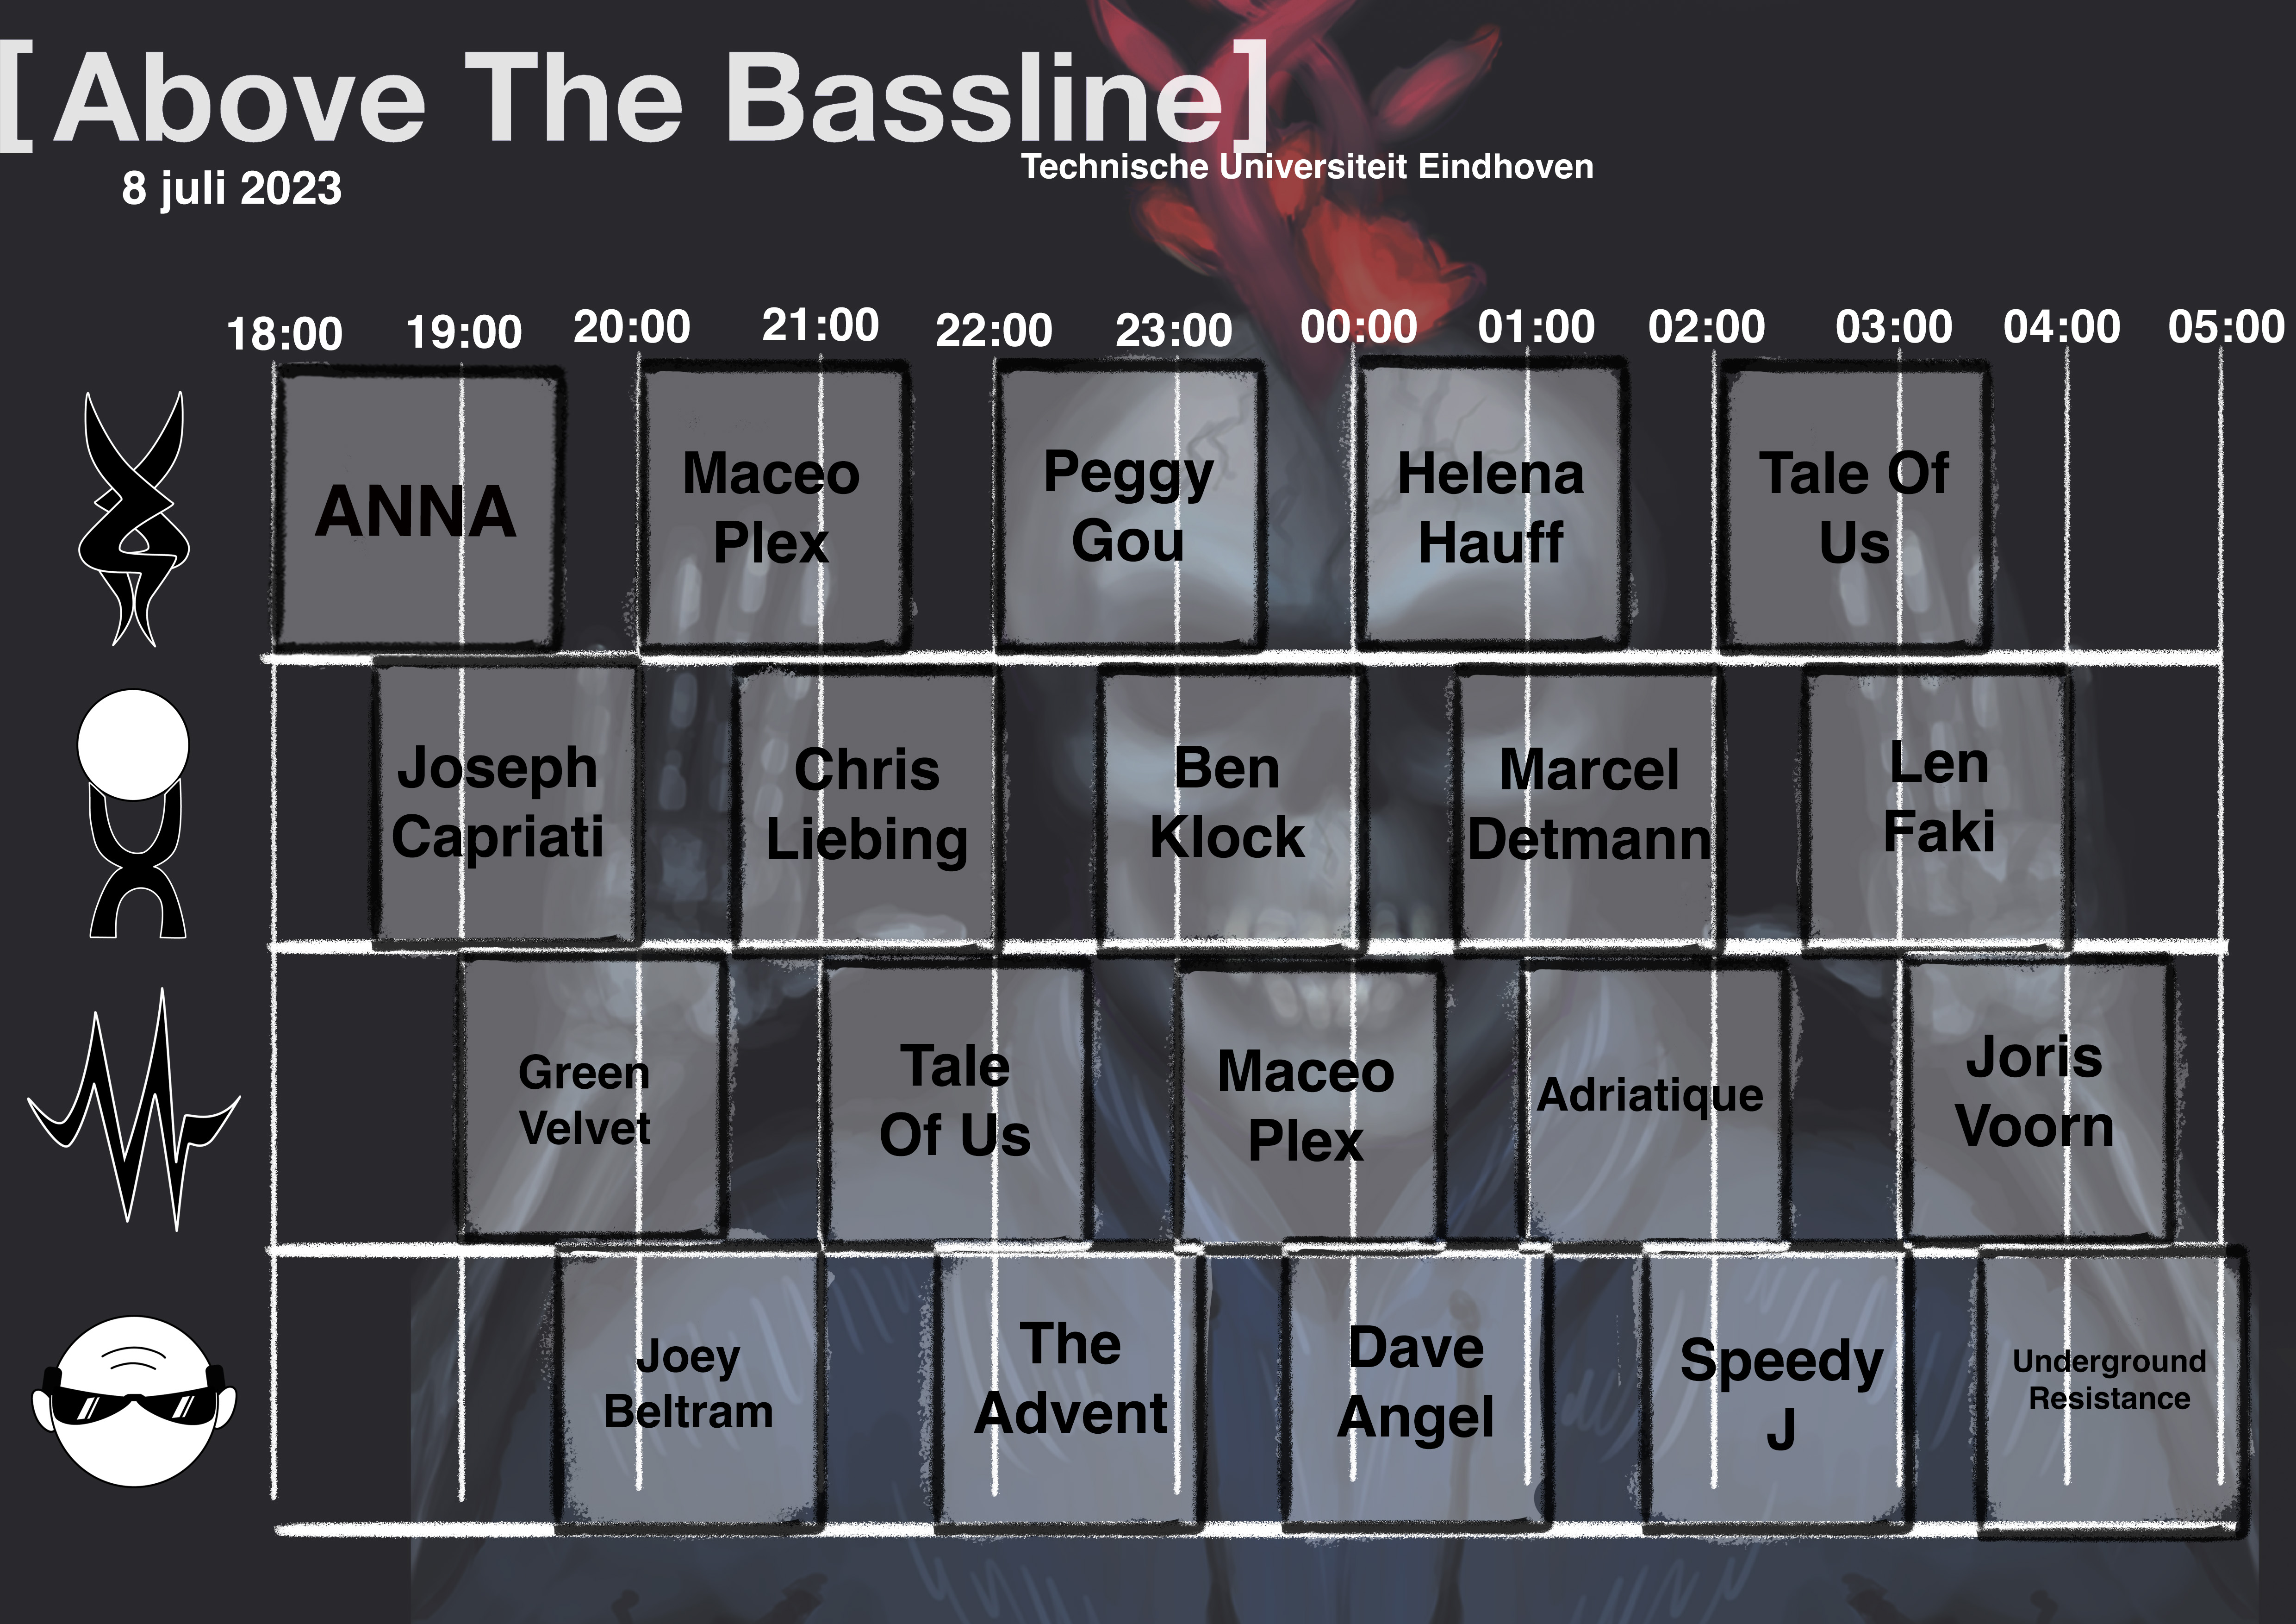 [ Above The Bassline]
8 juli 2023
Technische Universiteit Eindhoven
18:00 19:00 20:00 21:00 22:00 23:00 00:00 01:00 02:00 03:00 04:00 05:00
ANNA
Maceo
Plex
Peggy
Gou
Helena
Hauff
Tale Of
Us
Joseph
Capriati
Chris
Liebing
Ben
Klock
Marcel
Detmann
Len
Faki
Green
Velvet
Tale
Of Us
Maceo
Plex
Adriatique
Joris
Voorn
Joey
Beltram
The
Advent
Dave
Angel
Speedy
J
Underground
Resistance